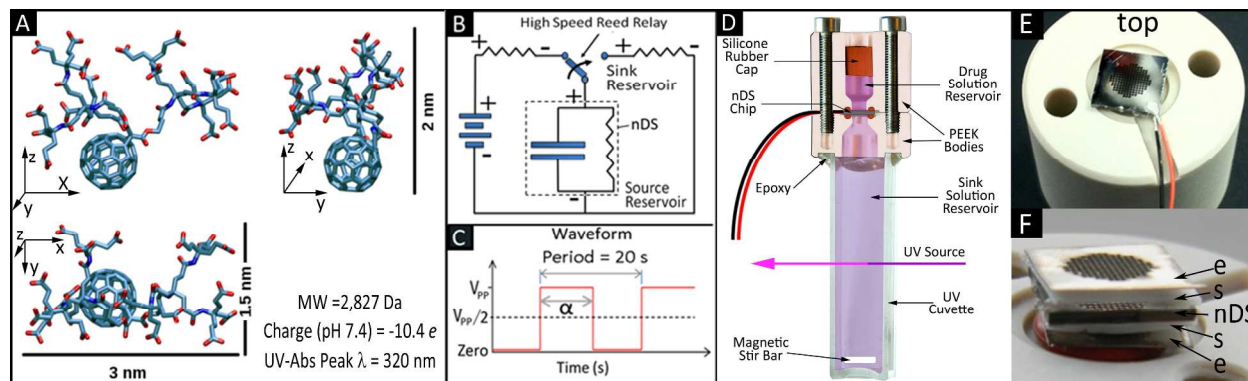 A
z
X
y
z
x
y
2 nm
z
x
y
1.5 nm
3 nm
MW =2,827 Da
Charge (pH 7.4) = -10.4 e
UV-Abs Peak λ = 320 nm
B
High Speed Reed Relay
+
-
+
-
Sink
Reservoir
+
+
nDS
-
-
Source
Reservoir
C
Waveform
Period = 20 s
VPP
α
VPP/2
Zero
Time (s)
D
Silicone
Rubber
Cap
Drug
Solution
Reservoir
nDS
Chip
PEEK
Bodies
Epoxy
Sink
Solution
Reservoir
UV Source
UV
Cuvette
Magnetic
Stir Bar
E
top
F
e
s
nDS
s
e